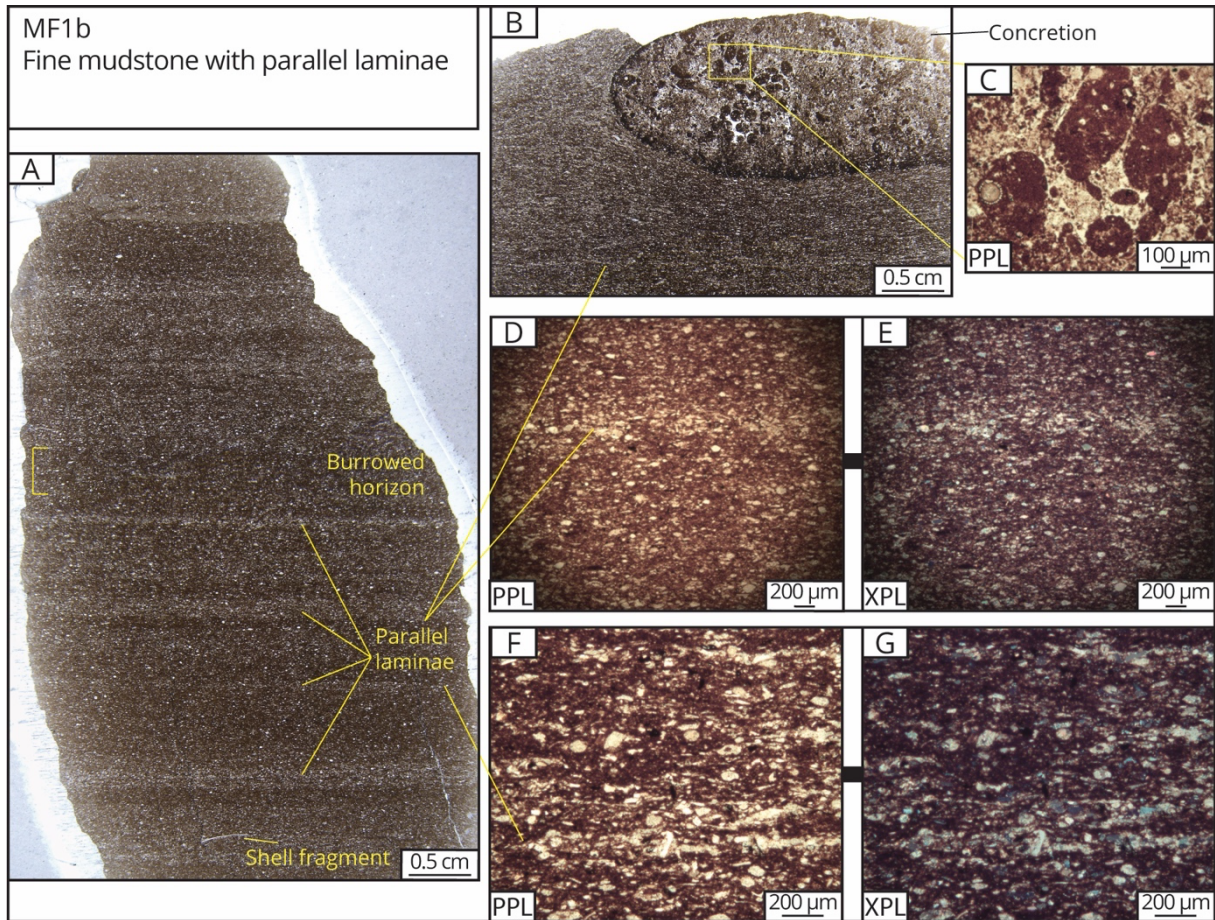 MF1b
Fine mudstone with parallel laminae
A
Burrowed
horizon
Parallel
laminae
Shell fragment
0.5 cm
B
Concretion
0.5 cm
C
PPL
100 µm
D
PPL
200 µm
E
XPL
200 µm
F
PPL
200 µm
G
XPL
200 µm